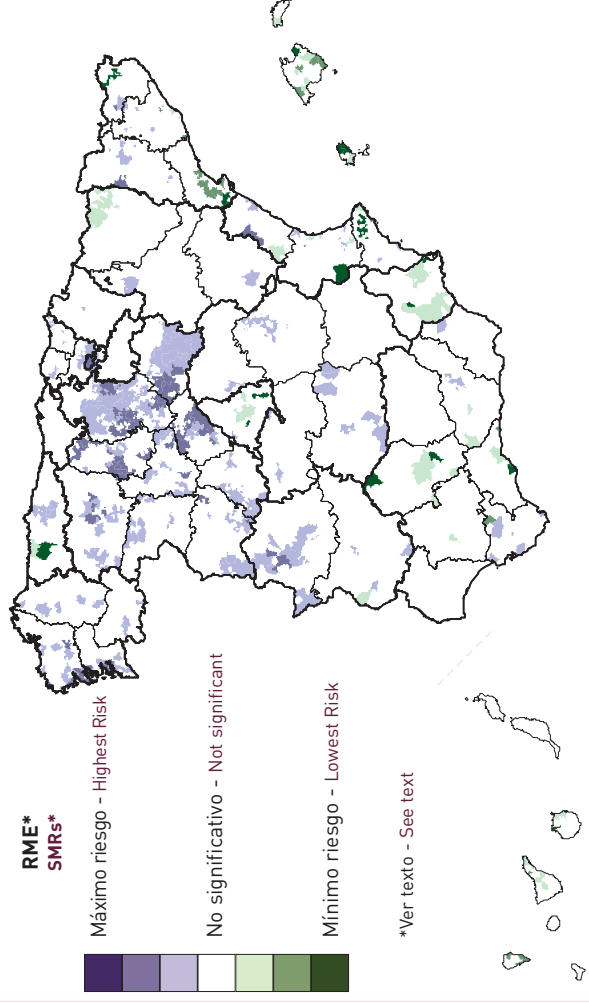 RME*
SMRs*
Máximo riesgo - Highest Risk
No significativo - Not significant
Mínimo riesgo - Lowest Risk
*Ver texto - See text